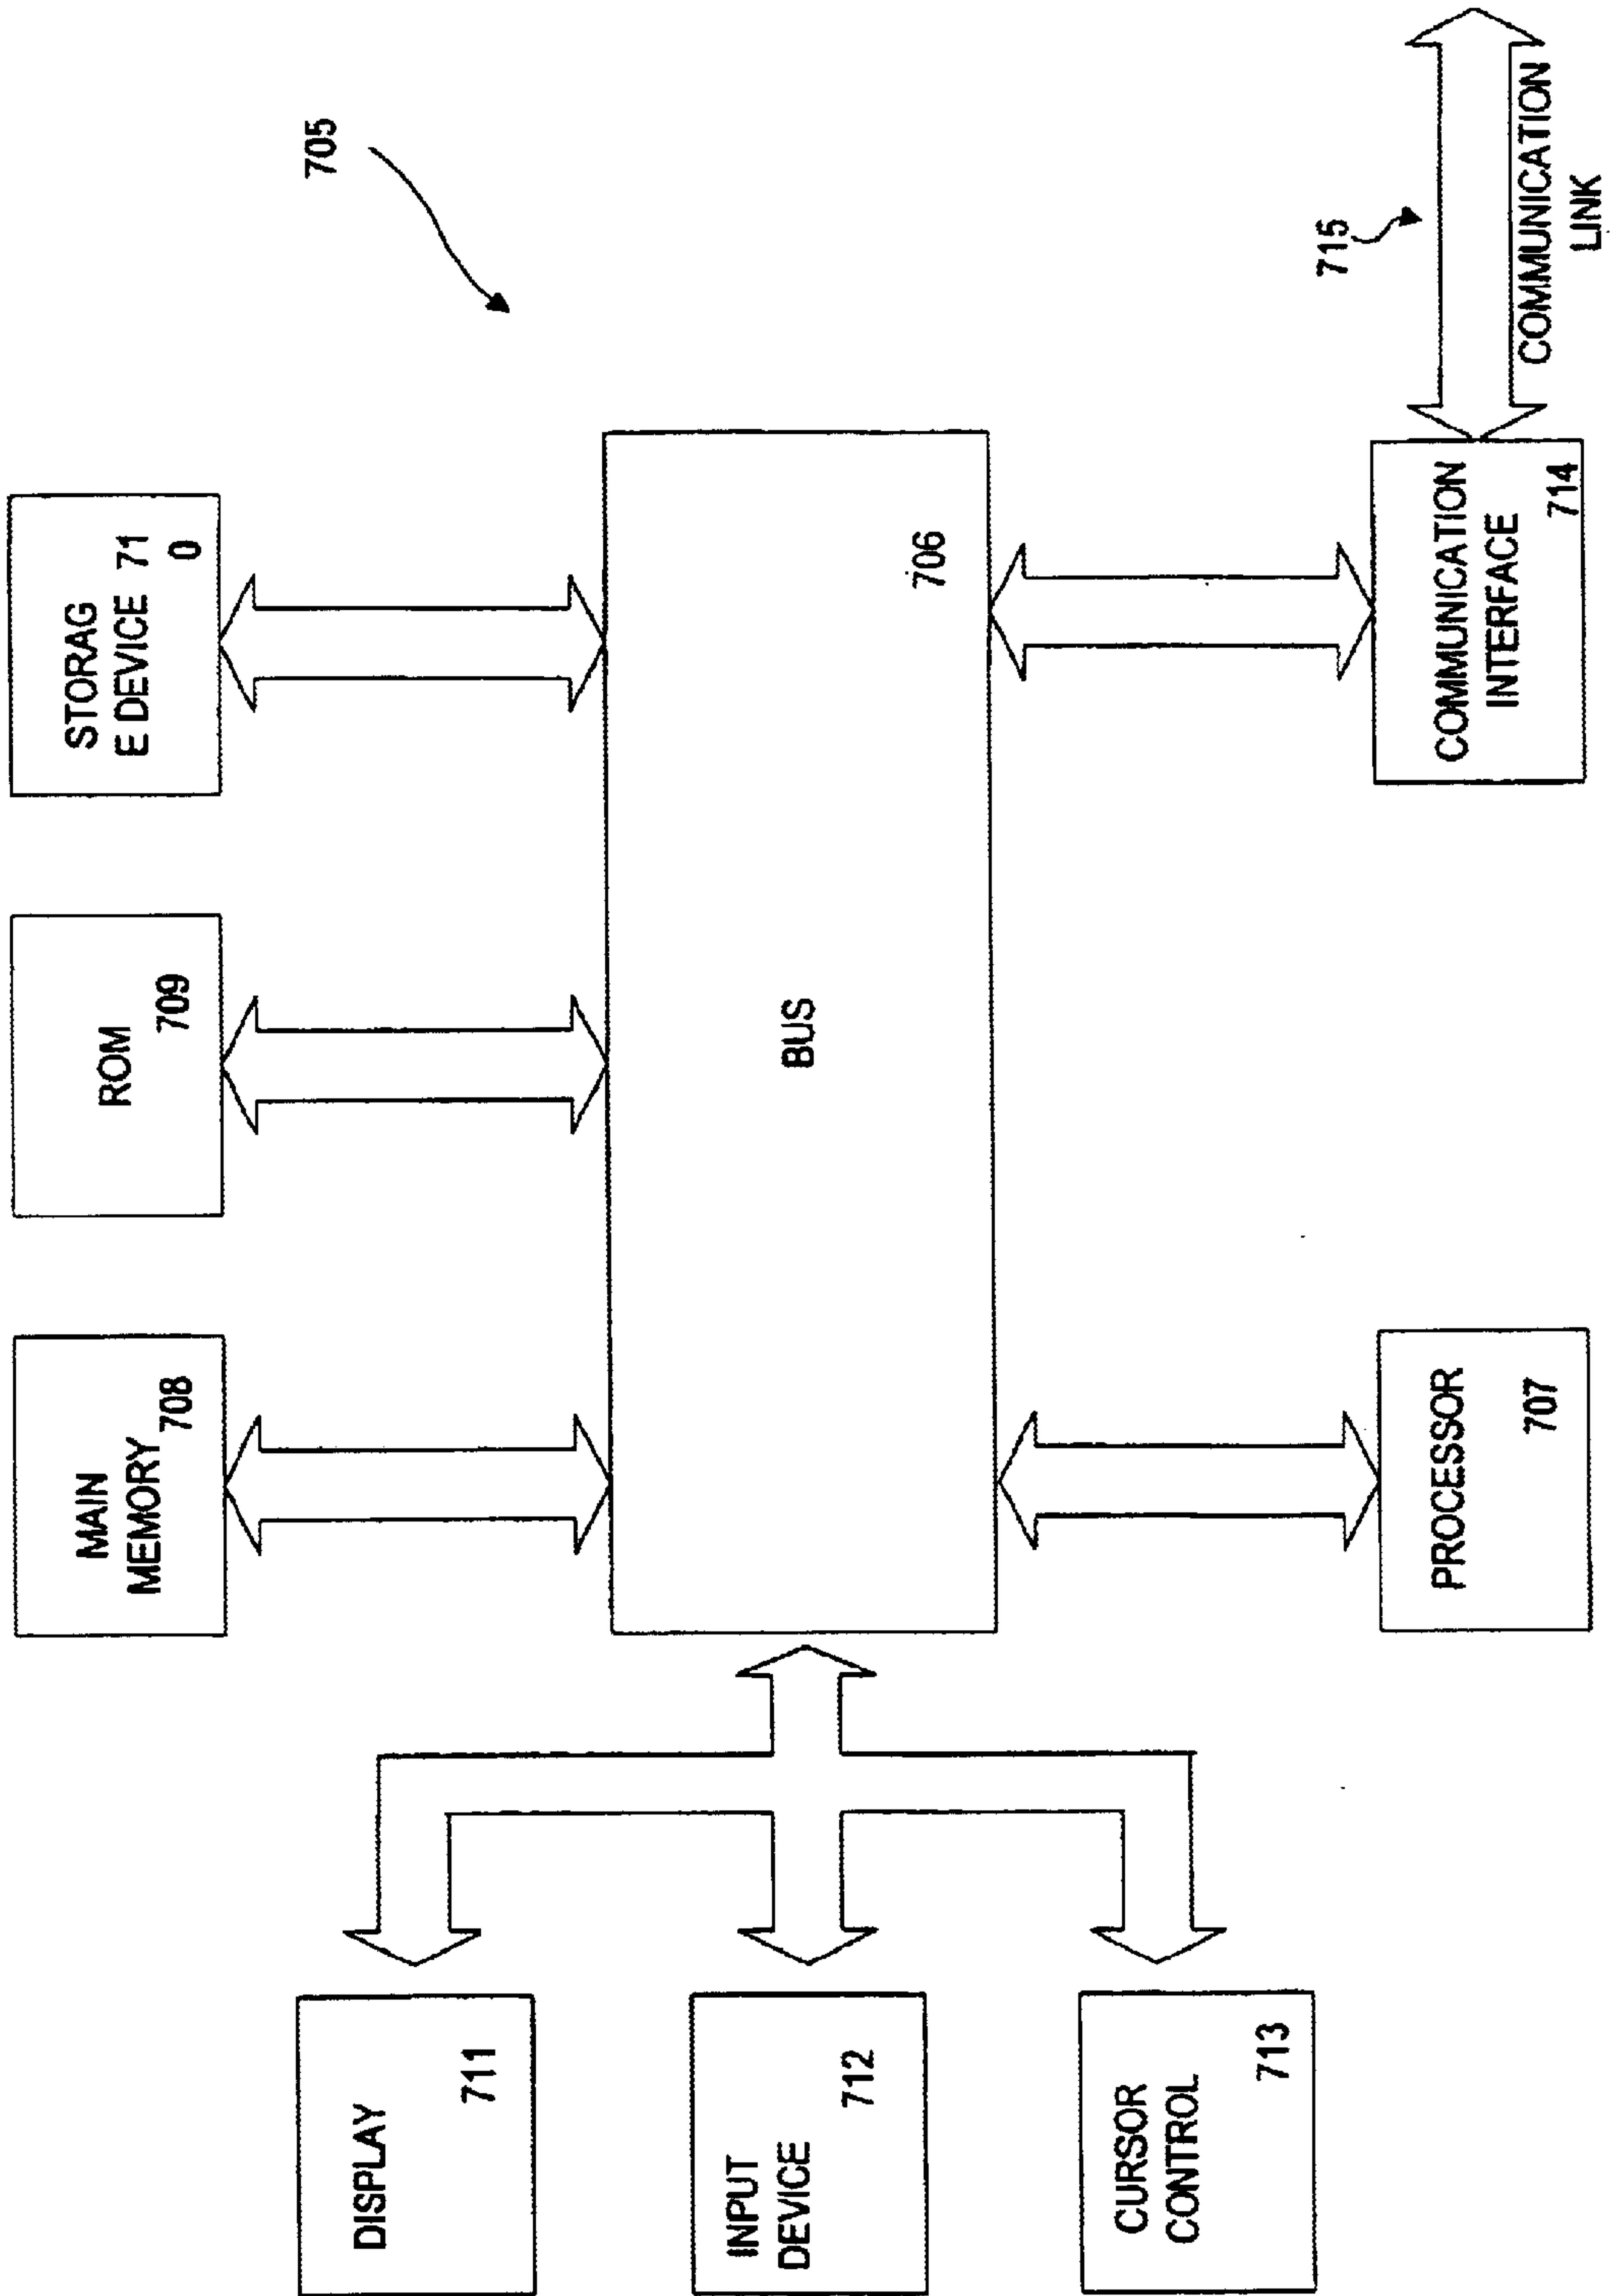 MAIN
MEMORY
708
ROM
709
STORAG
E DEVICE 71
0
705
DISPLAY
711
INPUT
DEVICE
712
CURSOR
CONTROL
713
BUS
706
PROCESSOR
707
COMMUNICATION
INTERFACE
714
715
COMMUNICATION
LINK